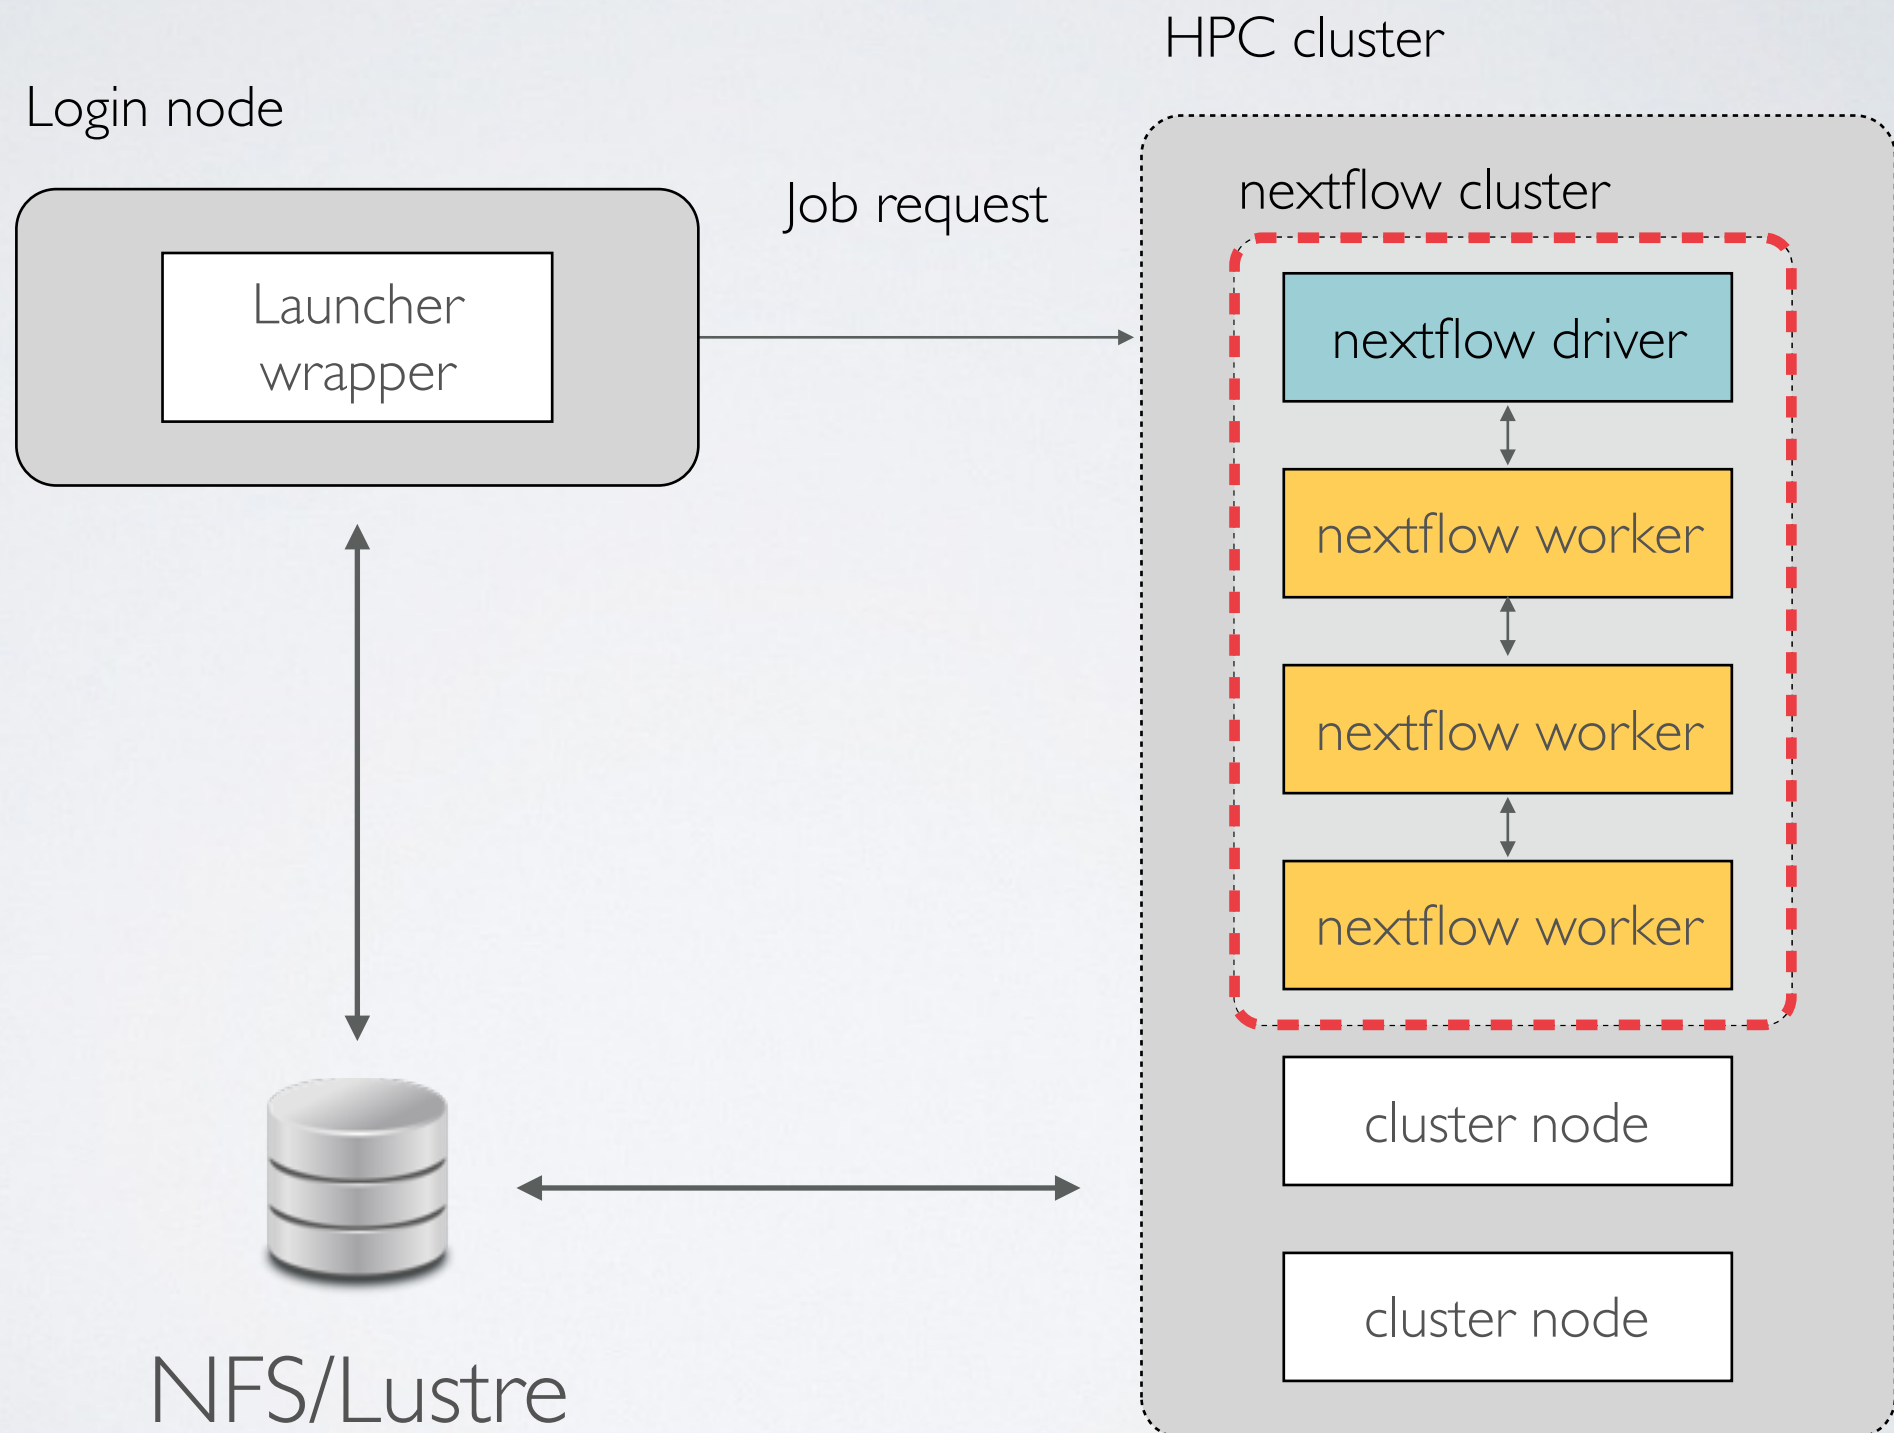 HPC cluster
Login node
Job request
nextflow cluster
Launcher
wrapper
nextflow driver
nextflow worker
nextflow worker
nextflow worker
cluster node
cluster node
NFS/Lustre